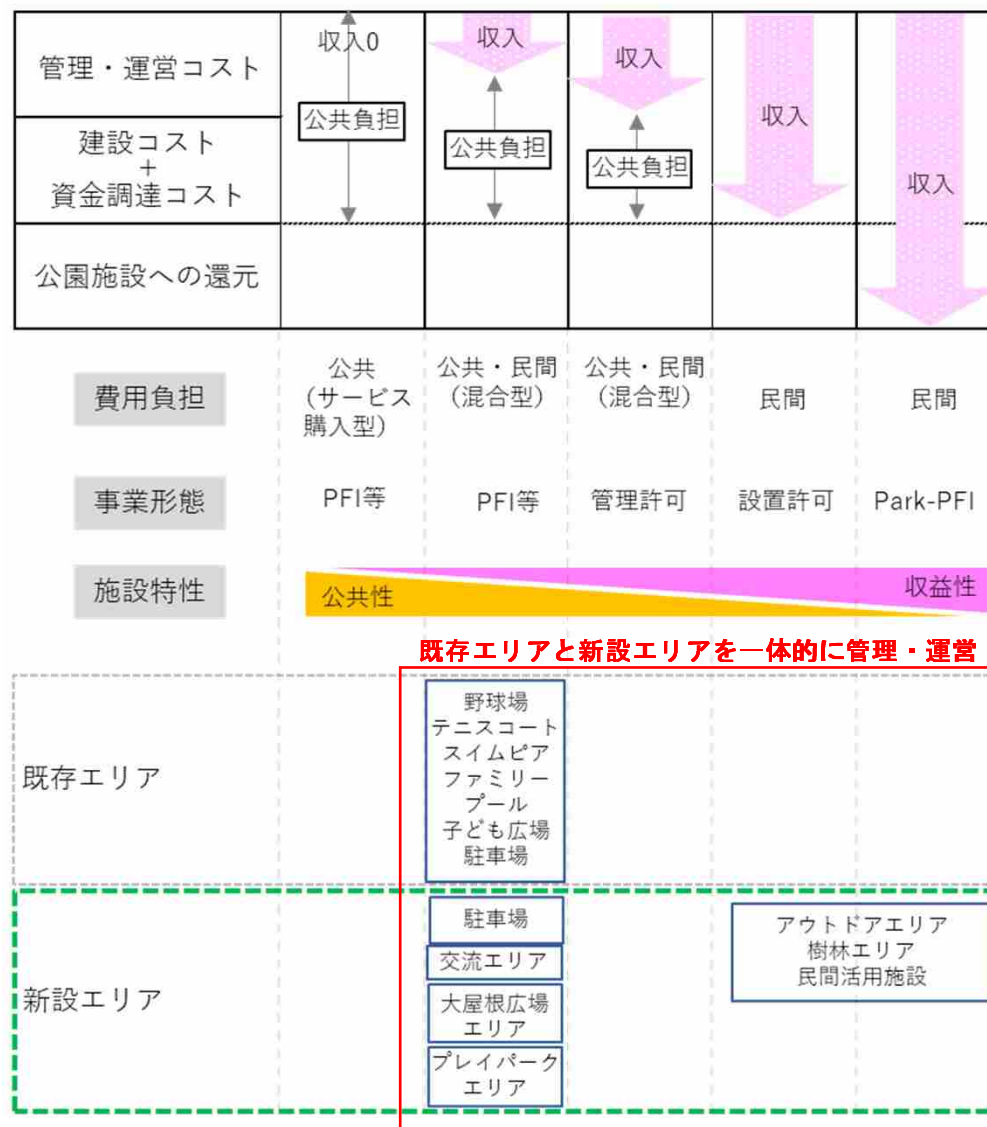 管理・運営コスト
収入0
収入
収入
収入
収入
公共負担
公共負担
公共負担
建設コスト
+
資金調達コスト
公園施設への還元
費用負担
公共
(サービス
購入型)
公共・民間
(混合型)
公共・民間
(混合型)
民間
民間
事業形態
PFI等
PFI等
管理許可
設置許可
Park-PFI
施設特性
公共性
収益性
既存エリアと新設エリアを一体的に管理・運営
既存エリア
野球場
テニスコート
スイムピア
ファミリー
プール
子ども広場
駐車場
新設エリア
駐車場
交流エリア
大屋根広場
エリア
プレイパーク
エリア
アウトドアエリア
樹林エリア
民間活用施設